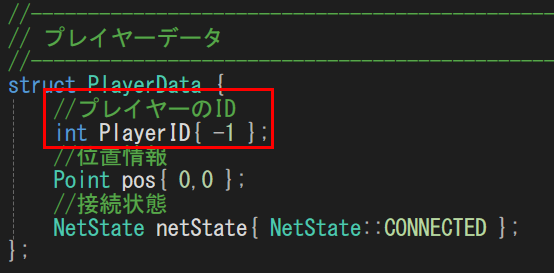 //--------------------------------------------
// プレイヤーデータ
//--------------------------------------------
struct PlayerData {
//プレイヤーのID
int PlayerID{ -1 };
//位置情報
Point pos{ 0,0 };
//接続状態
NetState netState{ NetState::CONNECTED };
};